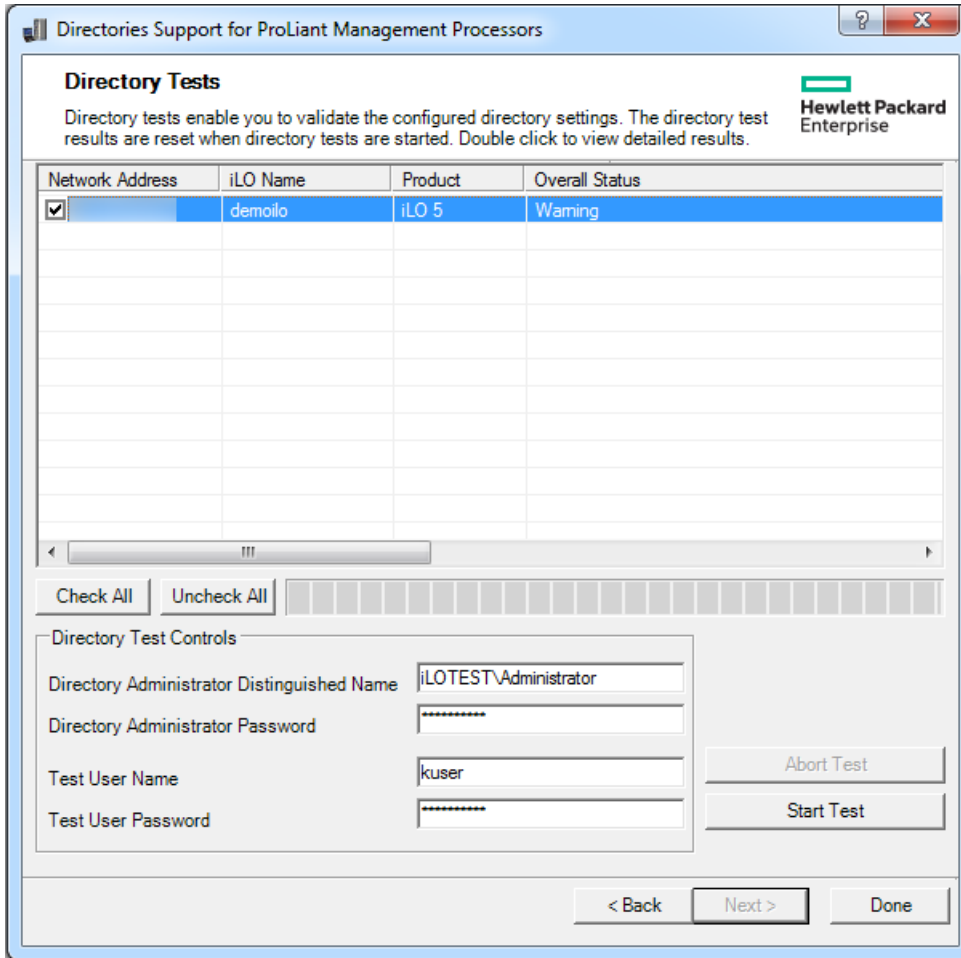 Directories Support for ProLiant Management Processors
Directory Tests
Directory tests enable you to validate the configured directory settings. The directory test
results are reset when directory tests are started. Double click to view detailed results.
Hewlett Packard
Enterprise
Network Address iLO Name Product Overall Status
demoilo iLO 5 Warning
Check All Uncheck All
Directory Test Controls
Directory Administrator Distinguished Name iLOTEST\Administrator
Directory Administrator Password **********
Test User Name kuser
Abort Test
Test User Password **********
Start Test
< Back Next > Done